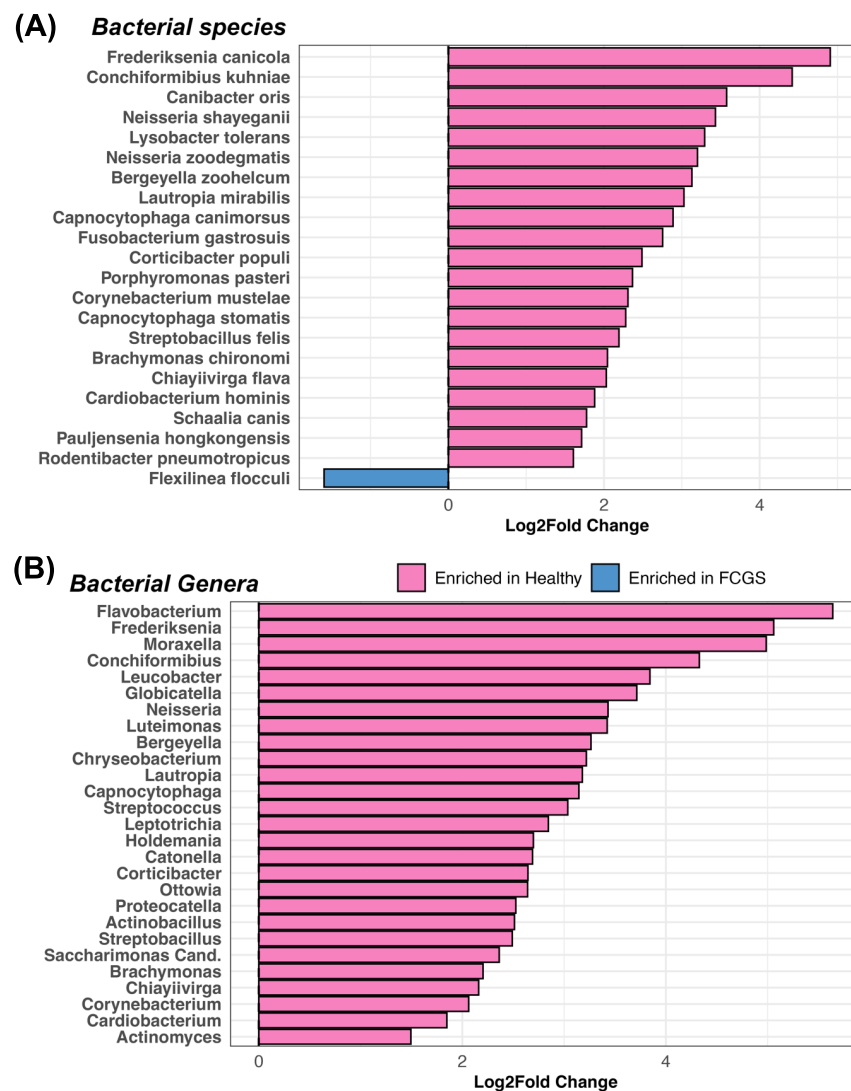 (A) Bacterial species
Frederiksenia canicola
Conchiformibius kuhniae
Canibacter oris
Neisseria shayeganii
Lysobacter tolerans
Neisseria zoodegmatis
Bergeyella zoohelcum
Lautropia mirabilis
Capnocytophaga canimorsus
Fusobacterium gastrosuis
Corticibacter populi
Porphyromonas pasteri
Corynebacterium mustelae
Capnocytophaga stomatis
Streptobacillus felis
Brachymonas chironomi
Chiayiivirga flava
Cardiobacterium hominis
Schaalia canis
Pauljensenia hongkongensis
Rodentibacter pneumotropicus
Flexilinea flocculi
0 2 4
Log2Fold Change
(B) Bacterial Genera
Enriched in Healthy Enriched in FCGS
Flavobacterium
Frederiksenia
Moraxella
Conchiformibius
Leucobacter
Globicatella
Neisseria
Luteimonas
Bergeyella
Chryseobacterium
Lautropia
Capnocytophaga
Streptococcus
Leptotrichia
Holdemania
Catonella
Corticibacter
Ottowia
Proteocatella
Actinobacillus
Streptobacillus
Saccharimonas Cand.
Brachymonas
Chiayiivirga
Corynebacterium
Cardiobacterium
Actinomyces
0 2 4
Log2Fold Change